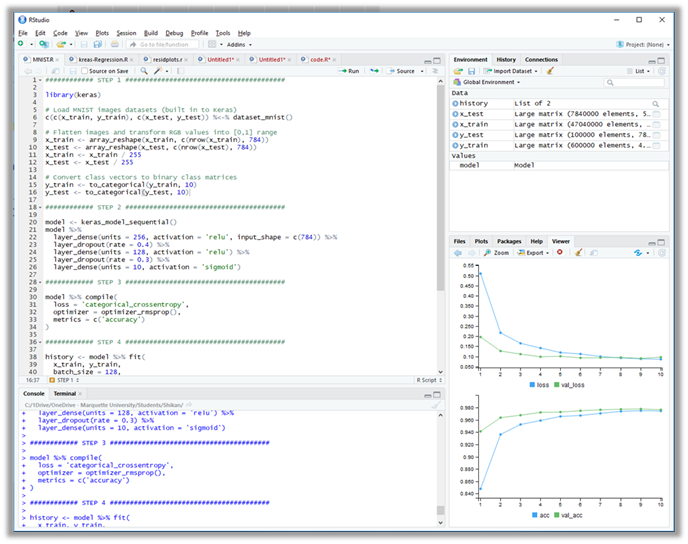 RStudio
File Edit Code View Plots Session Build Debug Profile Tools Help
Go to file/function Addins Project: (None)
MNIST.R kreas-Regression.R residplots.r Untitled1* Untitled1* code.R*
Source on Save Run Source
1 ############ STEP 1 ########################################
2
3 library(keras)
4
5 # Load MNIST images datasets (built in to Keras)
6 c(c(x_train, y_train), c(x_test, y_test)) %<-% dataset_mnist()
7
8 # Flatten images and transform RGB values into [0,1] range
9 x_train <- array_reshape(x_train, c(nrow(x_train), 784))
10 x_test <- array_reshape(x_test, c(nrow(x_test), 784))
11 x_train <- x_train / 255
12 x_test <- x_test / 255
13
14 # Convert class vectors to binary class matrices
15 y_train <- to_categorical(y_train, 10)
16 y_test <- to_categorical(y_test, 10)
17
18 ############ STEP 2 ########################################
19
20 model <- keras_model_sequential()
21 model %>%
22 layer_dense(units = 256, activation = 'relu', input_shape = c(784)) %>%
23 layer_dropout(rate = 0.4) %>%
24 layer_dense(units = 128, activation = 'relu') %>%
25 layer_dropout(rate = 0.3) %>%
26 layer_dense(units = 10, activation = 'sigmoid')
27
28 ############ STEP 3 ########################################
29
30 model %>% compile(
31 loss = 'categorical_crossentropy',
32 optimizer = optimizer_rmsprop(),
33 metrics = c('accuracy')
34 )
35
36 ############ STEP 4 ########################################
37
38 history <- model %>% fit(
39 x_train, y_train,
40 batch_size = 128,
16:37 STEP 1 R Script
Console Terminal
C:/YDrive/OneDrive - Marquette University/Students/Shikan/
+ layer_dense(units = 128, activation = 'relu') %>%
+ layer_dropout(rate = 0.3) %>%
+ layer_dense(units = 10, activation = 'sigmoid')
>
> ############ STEP 3 ########################################
>
> model %>% compile(
+ loss = 'categorical_crossentropy',
+ optimizer = optimizer_rmsprop(),
+ metrics = c('accuracy')
+ )
>
> ############ STEP 4 ########################################
>
> history <- model %>% fit(
+ x_train, y_train,
Environment History Connections
Import Dataset List
Global Environment
Data
history List of 2
x_test Large matrix (7840000 elements, 5…
x_train Large matrix (47040000 elements, …
y_test Large matrix (100000 elements, 78…
y_train Large matrix (600000 elements, 4.…
Values
model Model
Files Plots Packages Help Viewer
Zoom Export
0.55
0.50
0.45
0.40
0.35
0.30
0.25
0.20
0.150
0.100
0.050
1 2 3 4 5 6 7 8 9 10
loss val_loss
0.980
0.960
0.940
0.920
0.900
0.880
0.860
0.840
1 2 3 4 5 6 7 8 9 10
acc val_acc